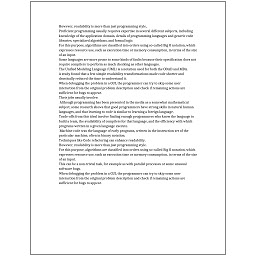 However, readability is more than just programming style.
Proficient programming usually requires expertise in several different subjects, including
knowledge of the application domain, details of programming languages and generic code
libraries, specialized algorithms, and formal logic.
For this purpose, algorithms are classified into orders using so-called Big O notation, which
expresses resource use, such as execution time or memory consumption, in terms of the size
of an input.
Some languages are more prone to some kinds of faults because their specification does not
require compilers to perform as much checking as other languages.
The Unified Modeling Language (UML) is a notation used for both the OOAD and MDA.
A study found that a few simple readability transformations made code shorter and
drastically reduced the time to understand it.
When debugging the problem in a GUI, the programmer can try to skip some user
interaction from the original problem description and check if remaining actions are
sufficient for bugs to appear.
There jobs usually involve:
Although programming has been presented in the media as a somewhat mathematical
subject, some research shows that good programmers have strong skills in natural human
languages, and that learning to code is similar to learning a foreign language.
Trade-offs from this ideal involve finding enough programmers who know the language to
build a team, the availability of compilers for that language, and the efficiency with which
programs written in a given language execute.
Machine code was the language of early programs, written in the instruction set of the
particular machine, often in binary notation.
Techniques like Code refactoring can enhance readability.
However, readability is more than just programming style.
For this purpose, algorithms are classified into orders using so-called Big O notation, which
expresses resource use, such as execution time or memory consumption, in terms of the size
of an input.
This can be a non-trivial task, for example as with parallel processes or some unusual
software bugs.
When debugging the problem in a GUI, the programmer can try to skip some user
interaction from the original problem description and check if remaining actions are
sufficient for bugs to appear.